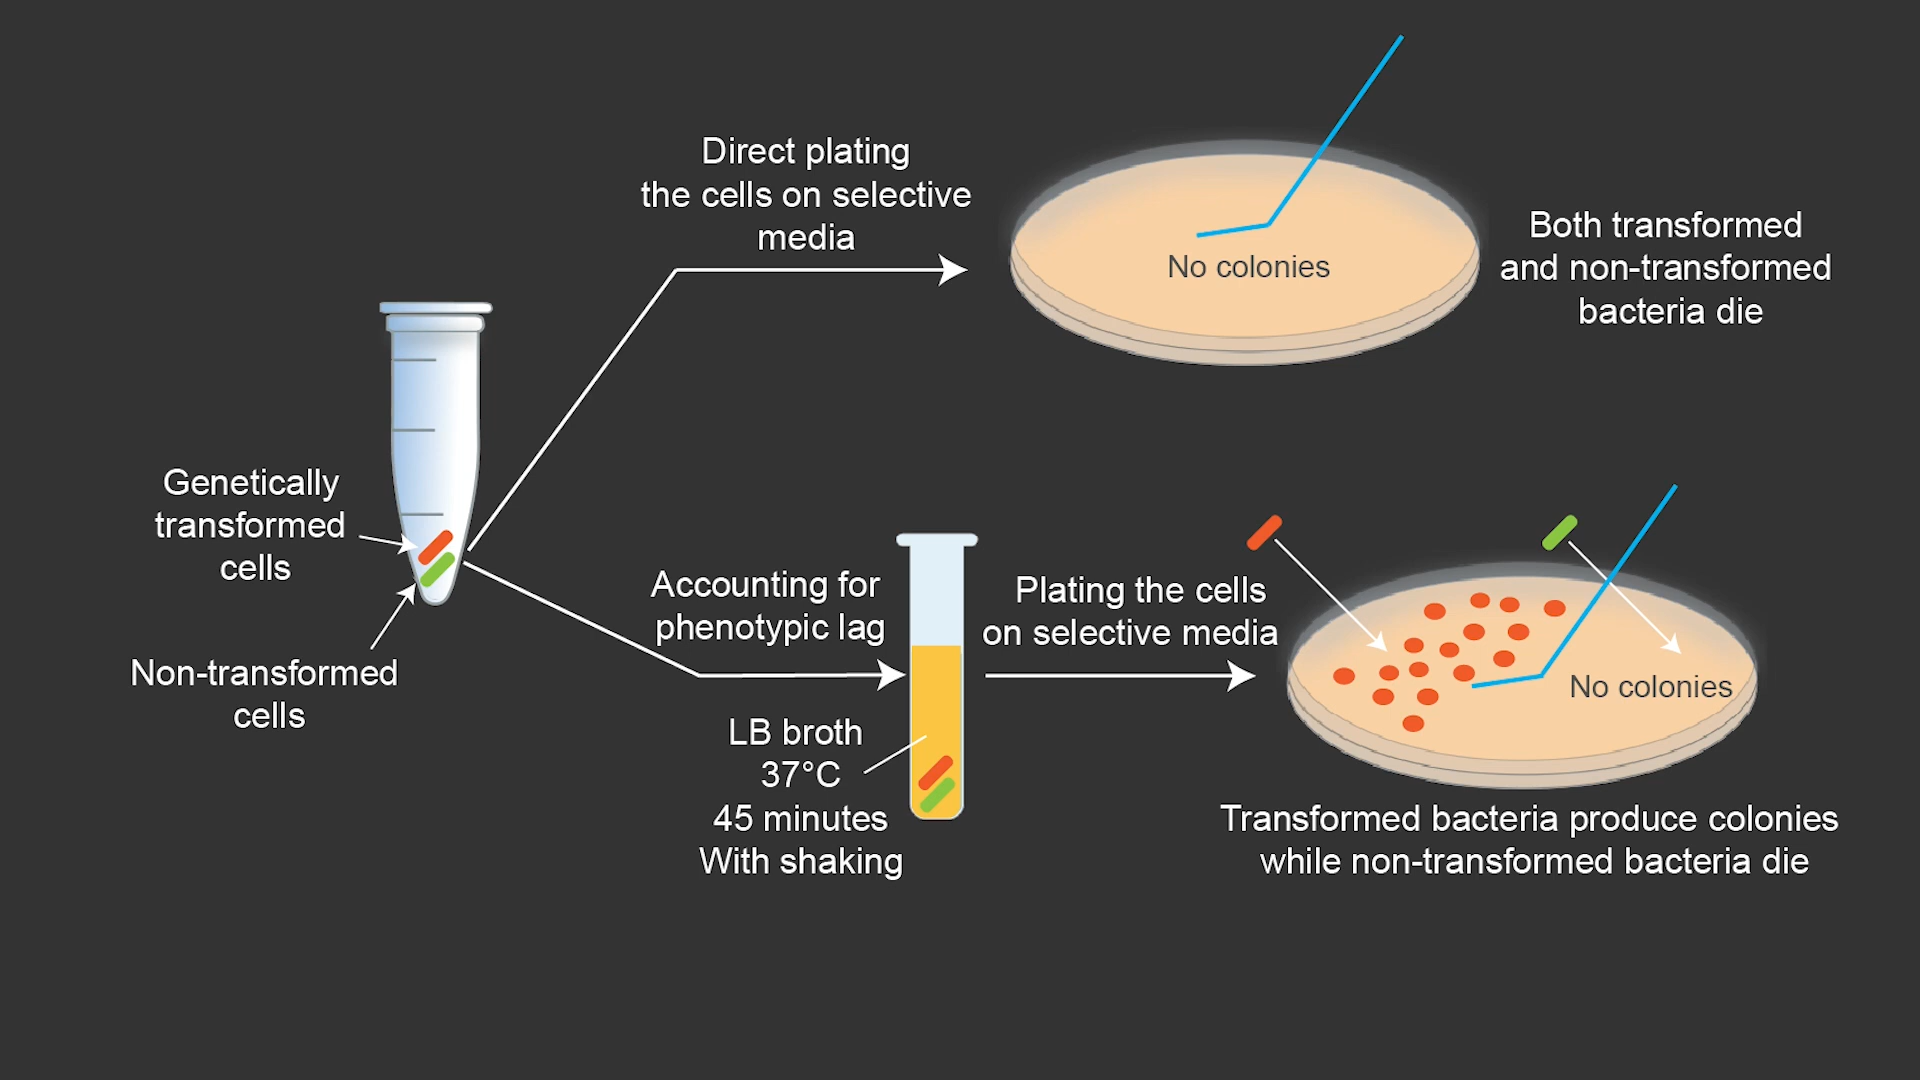 Direct plating
the cells on selective
media
No colonies
Both transformed
and non-transformed
bacteria die
Genetically
transformed
cells
Non-transformed
cells
Accounting for
phenotypic lag
LB broth
37°C
45 minutes
With shaking
Plating the cells
on selective media
No colonies
Transformed bacteria produce colonies
while non-transformed bacteria die